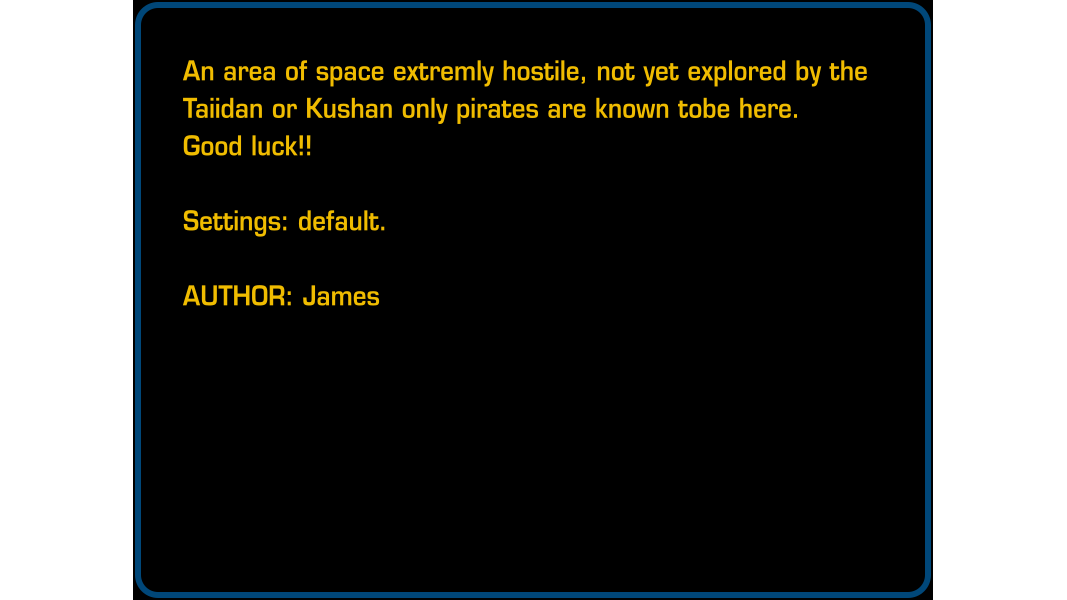 An area of space extremly hostile, not yet explored by the
Taiidan or Kushan only pirates are known tobe here.
Good luck!!
Settings: default.
AUTHOR: James